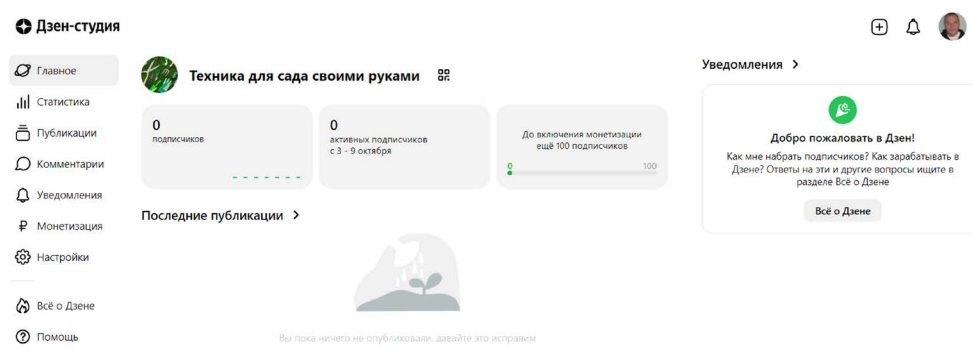 Дзен-студия
Главное
Статистика
Публикации
Комментарии
Уведомления
Монетизация
Настройки
Всё о Дзене
Помощь
Техника для сада своими руками
0
подписчиков
0
активных подписчиков
с 3 - 9 октября
До включения монетизации
ещё 100 подписчиков
0 100
Последние публикации >
Вы пока ничего не опубликовали, давайте это исправим
Уведомления >
Добро пожаловать в Дзен!
Как мне набрать подписчиков? Как зарабатывать в
Дзене? Ответы на эти и другие вопросы ищите в
разделе Всё о Дзене
Всё о Дзене